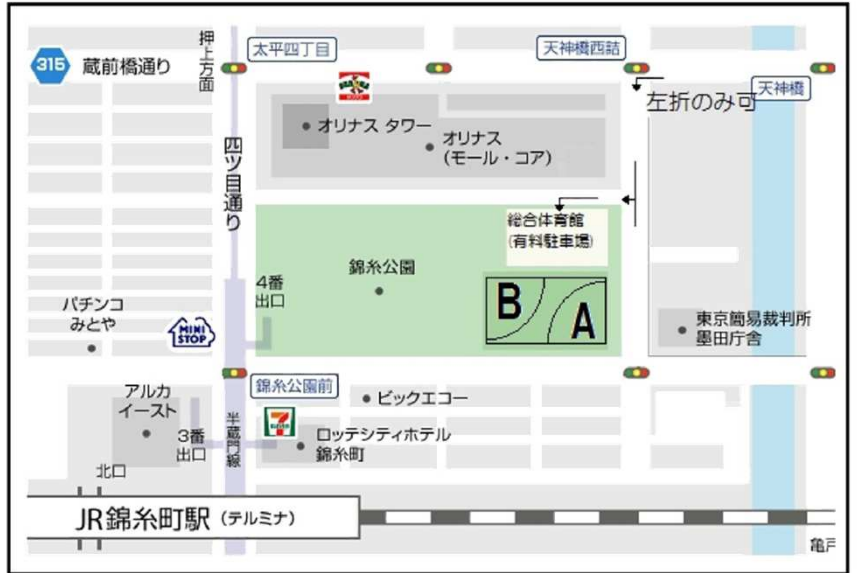 315
蔵前橋通り
押上方面
太平四丁目
天神橋西詰
天神橋
左折のみ可
オリナス タワー
オリナス
(モール・コア)
四ツ目通り
総合体育館
(有料駐車場)
錦糸公園
4番
出口
B
A
パチンコ
みとや
MINI
STOP
東京簡易裁判所
墨田庁舎
錦糸公園前
ビックエコー
アルカ
イースト
7
ELEVEN
3番
出口
半蔵門線
ロッテシティホテル
錦糸町
北口
JR錦糸町駅(テルミナ)
亀戸